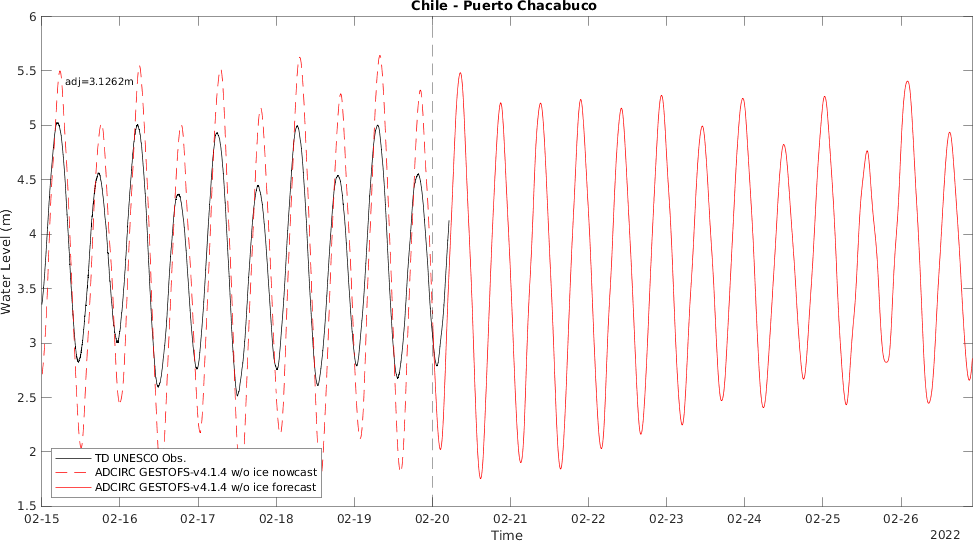 Chile - Puerto Chacabuco
6
5.5
5
4.5
4
3.5
3
2.5
2
1.5
Water Level (m)
adj=3.1262m
TD UNESCO Obs.
ADCIRC GESTOFS-v4.1.4 w/o ice nowcast
ADCIRC GESTOFS-v4.1.4 w/o ice forecast
02-15 02-16 02-17 02-18 02-19 02-20 02-21 02-22 02-23 02-24 02-25 02-26
Time
2022